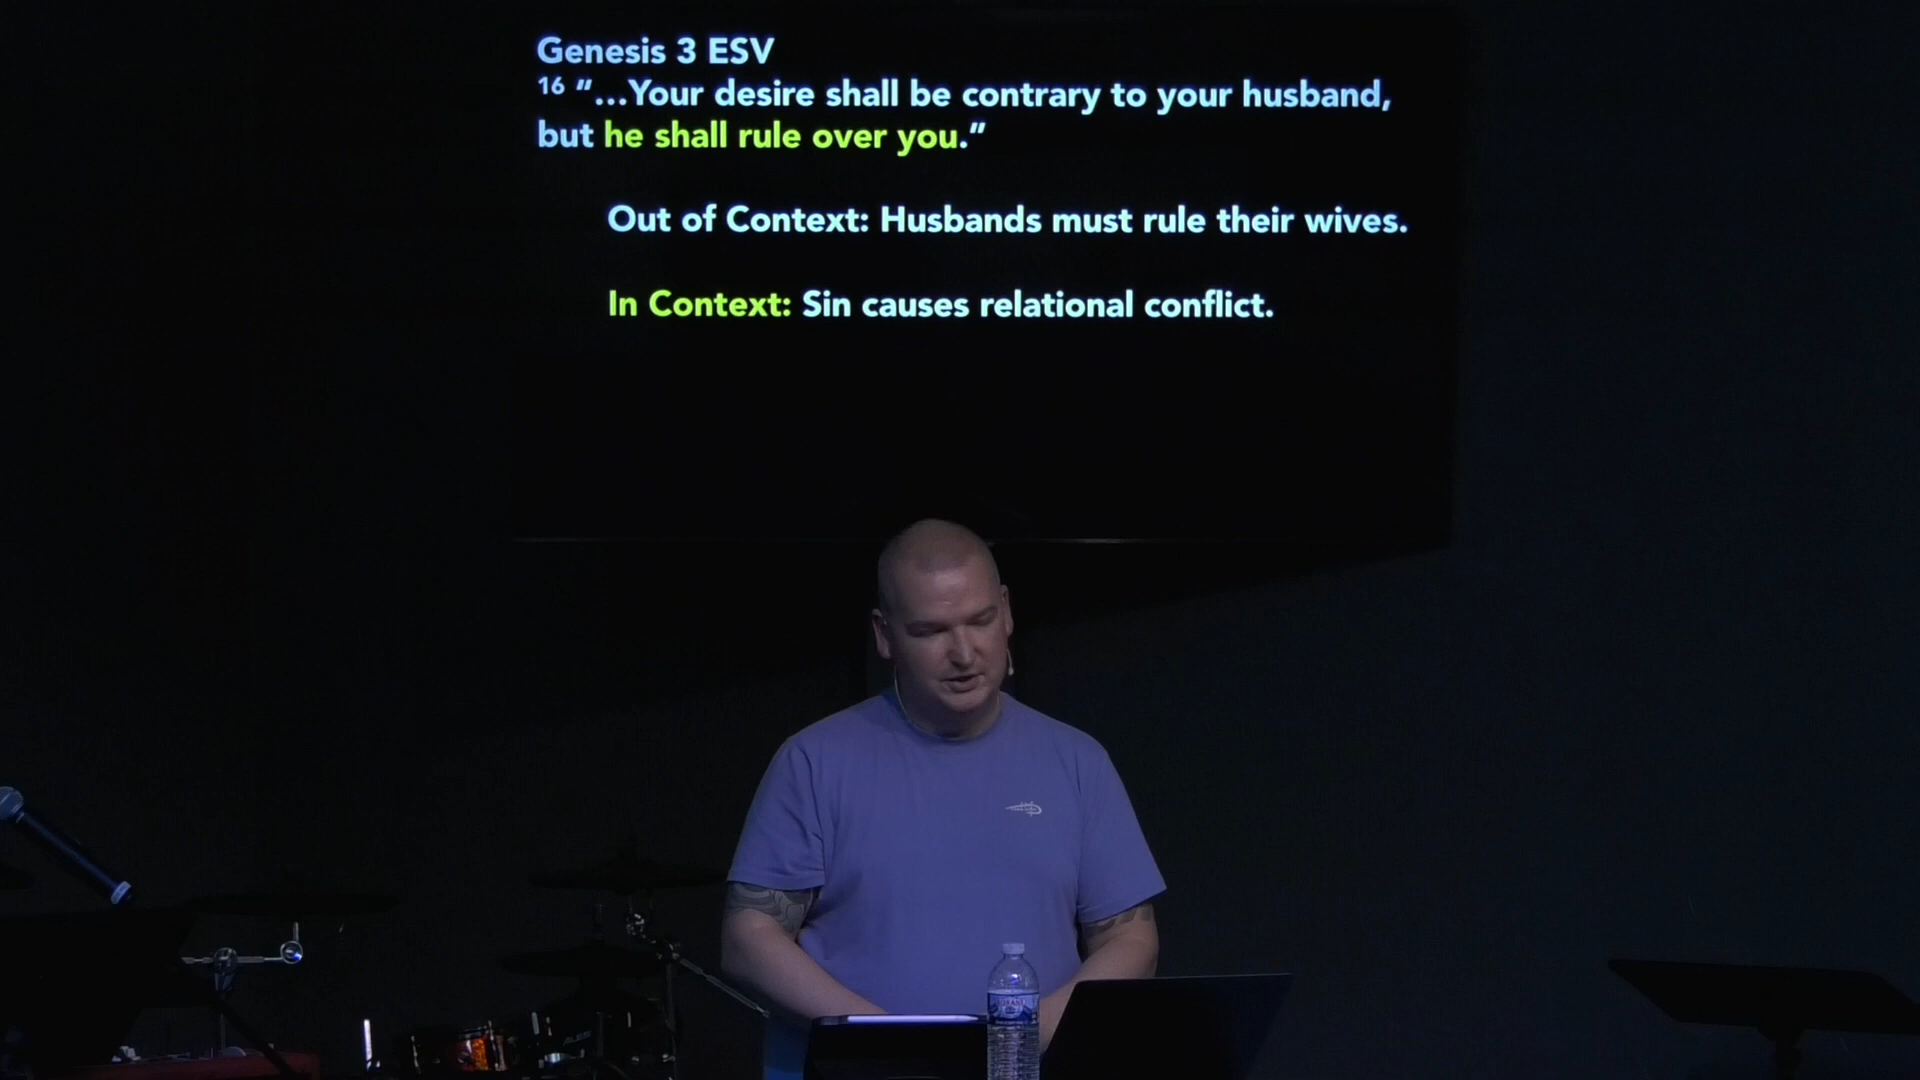 Genesis 3 ESV
16 “…Your desire shall be contrary to your husband,
but he shall rule over you.”
Out of Context: Husbands must rule their wives.
In Context: Sin causes relational conflict.